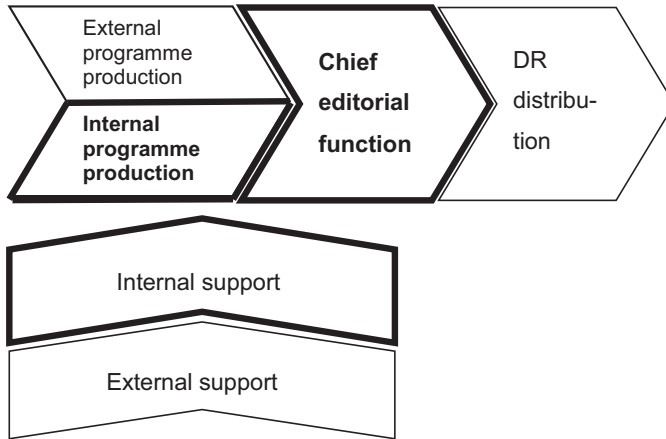 External
programme
production
Internal
programme
production
Chief
editorial
function
DR
distribu-
tion
Internal support
External support